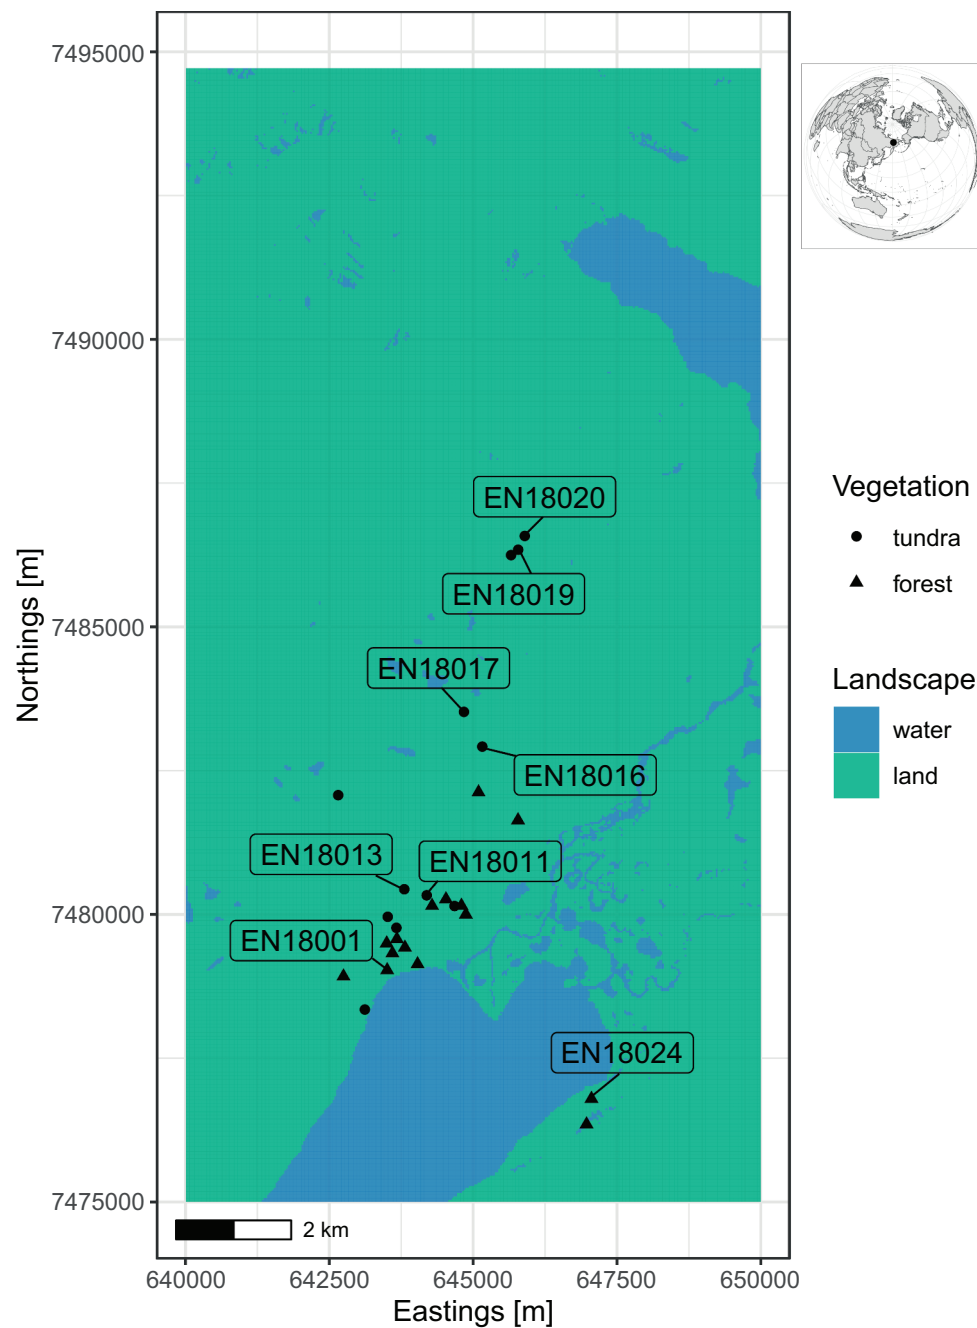 7495000
7490000
7485000
7480000
7475000
Northings [m]
EN18020
EN18019
EN18017
EN18016
EN18013
EN18011
EN18001
EN18024
2 km
640000
642500
645000
647500
650000
Eastings [m]
Vegetation
tundra
forest
Landscape
water
land